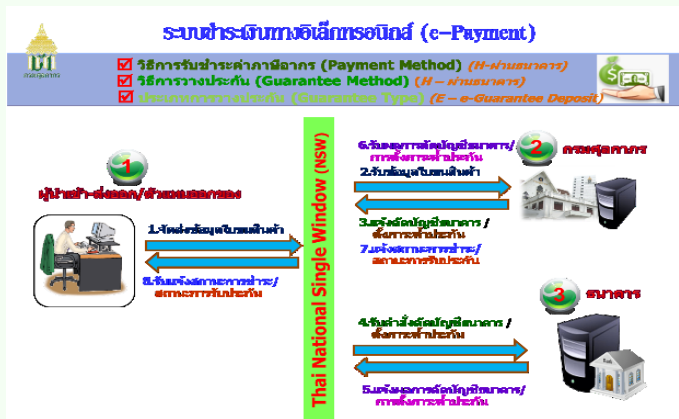 ระบบชำระเงินทางอิเล็กทรอนิกส์ (e-Payment)
กรมศุลกากร
วิธีการรับชำระค่าภาษีอากร (Payment Method) (H-ผ่านธนาคาร)
วิธีการวางประกัน (Guarantee Method) (H – ผ่านธนาคาร)
ประเภทการวางประกัน (Guarantee Type) (E – e-Guarantee Deposit)
1
ผู้นำเข้า-ส่งออก/ตัวแทนออกของ
1.จัดส่งข้อมูลใบขนสินค้า
8.รับแจ้งสถานะการชำระ/
สถานะการรับประกัน
Thai National Single Window (NSW)
6.รับผลการตัดบัญชีธนาคาร/
การตั้งภาระค้ำประกัน
2.รับข้อมูลใบขนสินค้า
2
กรมศุลกากร
3.แจ้งตัดบัญชีธนาคาร /
ตั้งภาระค้ำประกัน
7.แจ้งสถานะการชำระ/
สถานะการรับประกัน
3
ธนาคาร
4.รับคำสั่งตัดบัญชีธนาคาร /
ตั้งภาระค้ำประกัน
5.แจ้งผลการตัดบัญชีธนาคาร/
การตั้งภาระค้ำประกัน
Bank